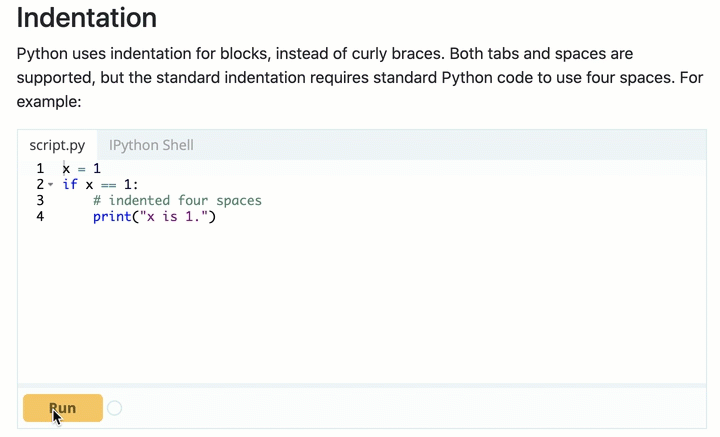 Indentation
Python uses indentation for blocks, instead of curly braces. Both tabs and spaces are
supported, but the standard indentation requires standard Python code to use four spaces. For
example:
script.py IPython Shell
1 x = 1
2 if x == 1:
3     # indented four spaces
4     print("x is 1.")
Run